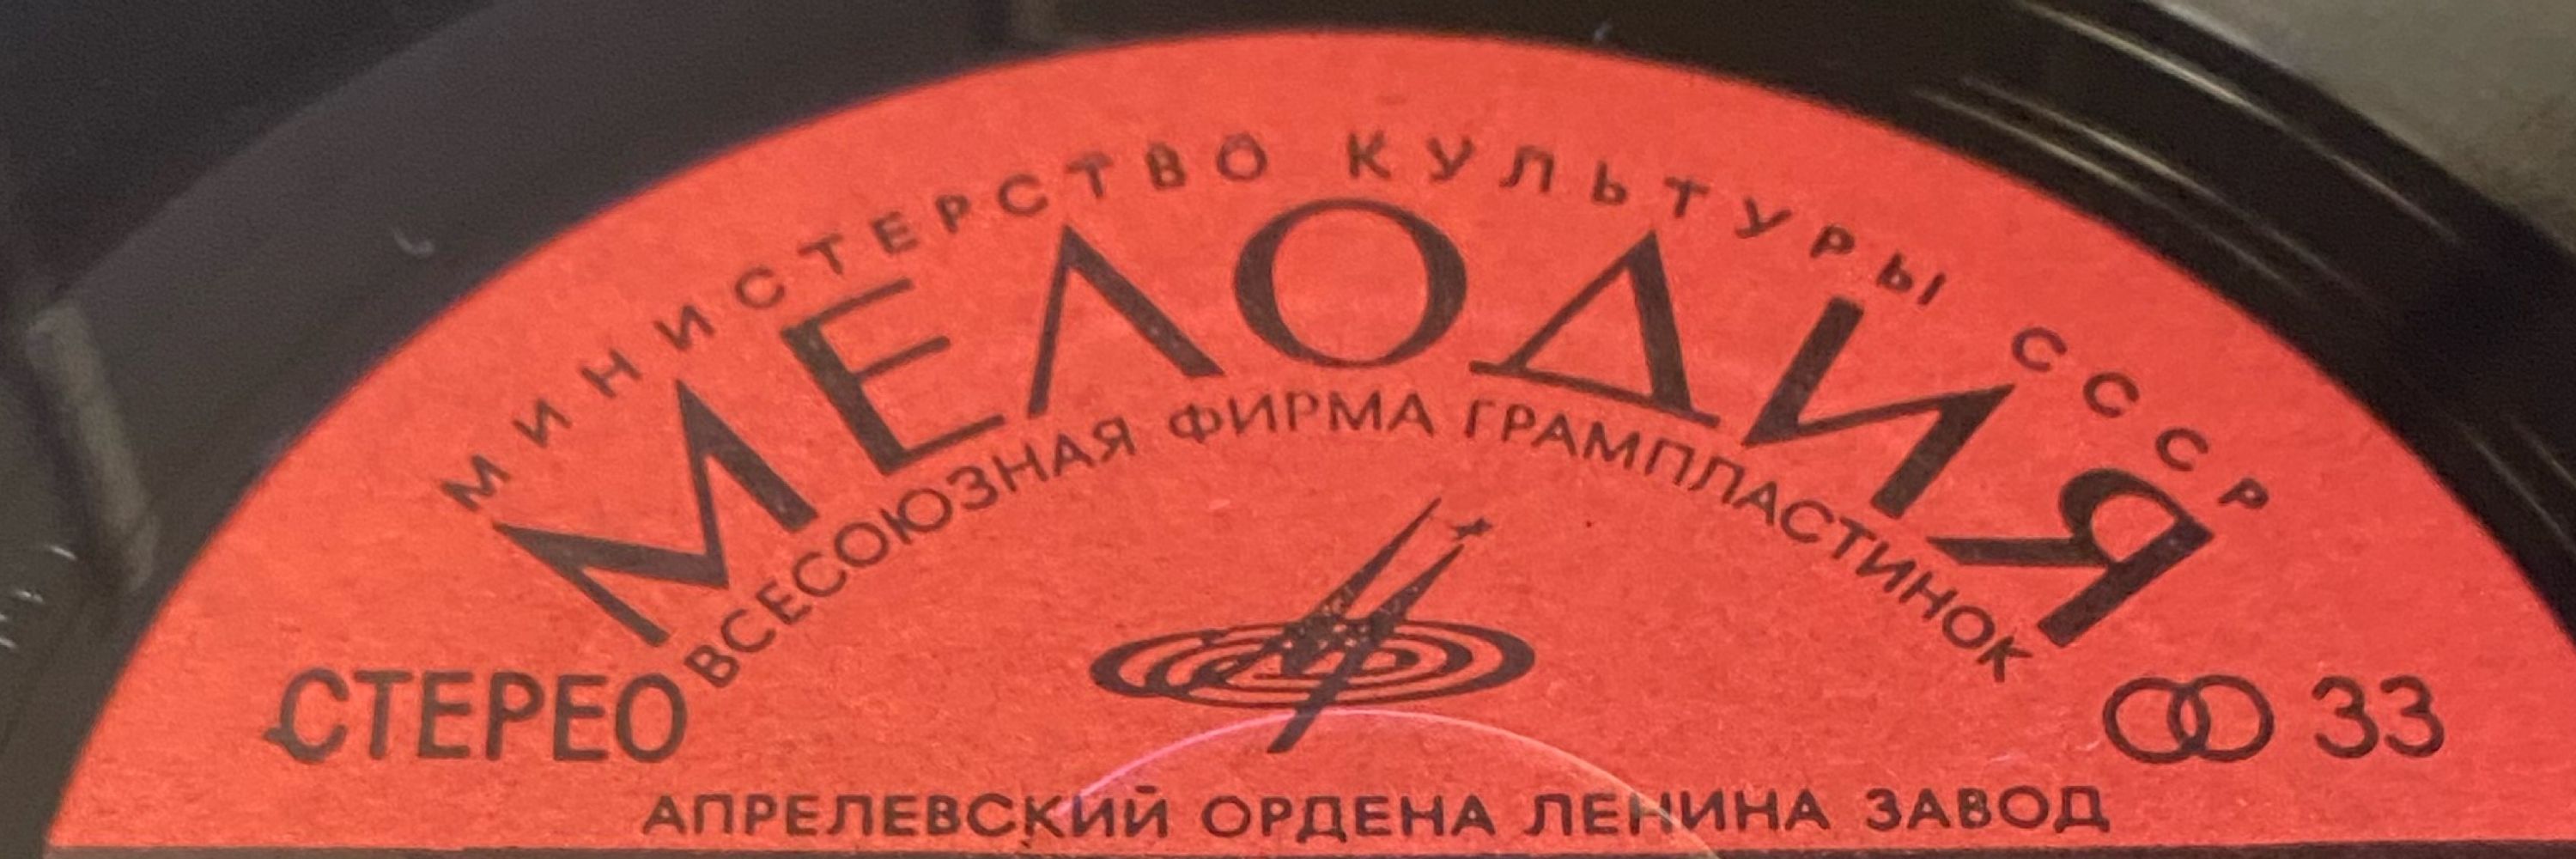 МИНИСТЕРСТВО КУЛЬТУРЫ СССР
МЕЛОДИЯ
ВСЕСОЮЗНАЯ ФИРМА ГРАМПЛАСТИНОК
СТЕРЕО
33
АПРЕЛЕВСКИЙ ОРДЕНА ЛЕНИНА ЗАВОД